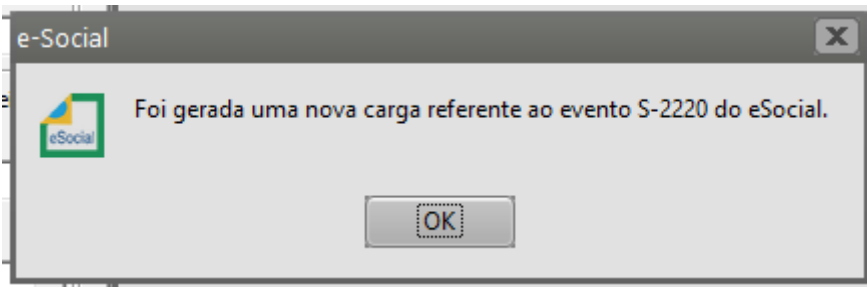 e-Social
Foi gerada uma nova carga referente ao evento S-2220 do eSocial.
eSocial
OK